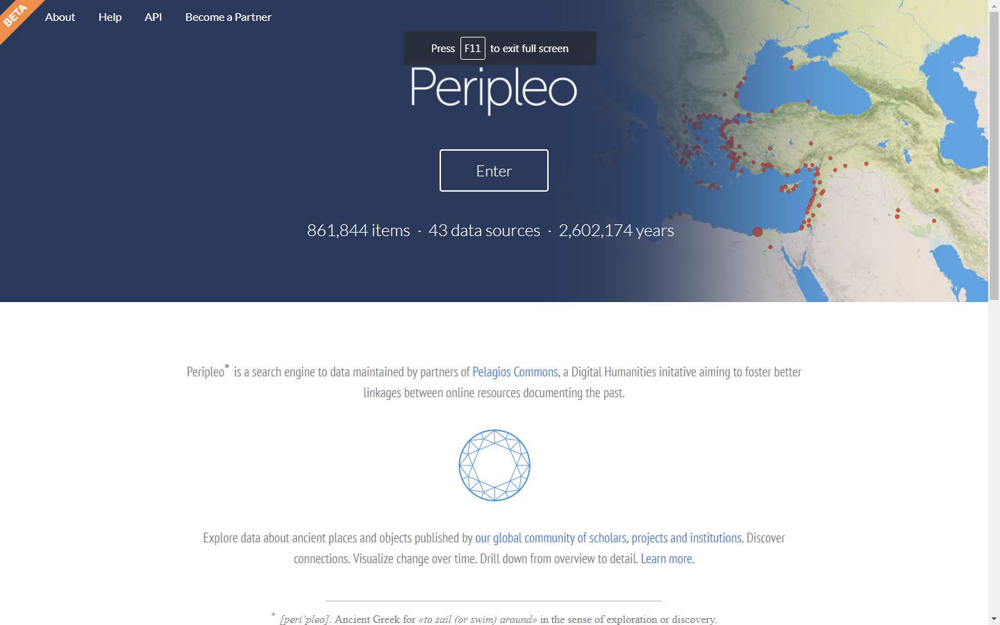 BETA
About Help API Become a Partner
Press F11 to exit full screen
Peripleo
Enter
861,844 items · 43 data sources · 2,602,174 years
Peripleo* is a search engine to data maintained by partners of Pelagios Commons, a Digital Humanities initative aiming to foster better
linkages between online resources documenting the past.
Explore data about ancient places and objects published by our global community of scholars, projects and institutions. Discover
connections. Visualize change over time. Drill down from overview to detail. Learn more.
* [peri ˈpleo]. Ancient Greek for «to sail (or swim) around» in the sense of exploration or discovery.